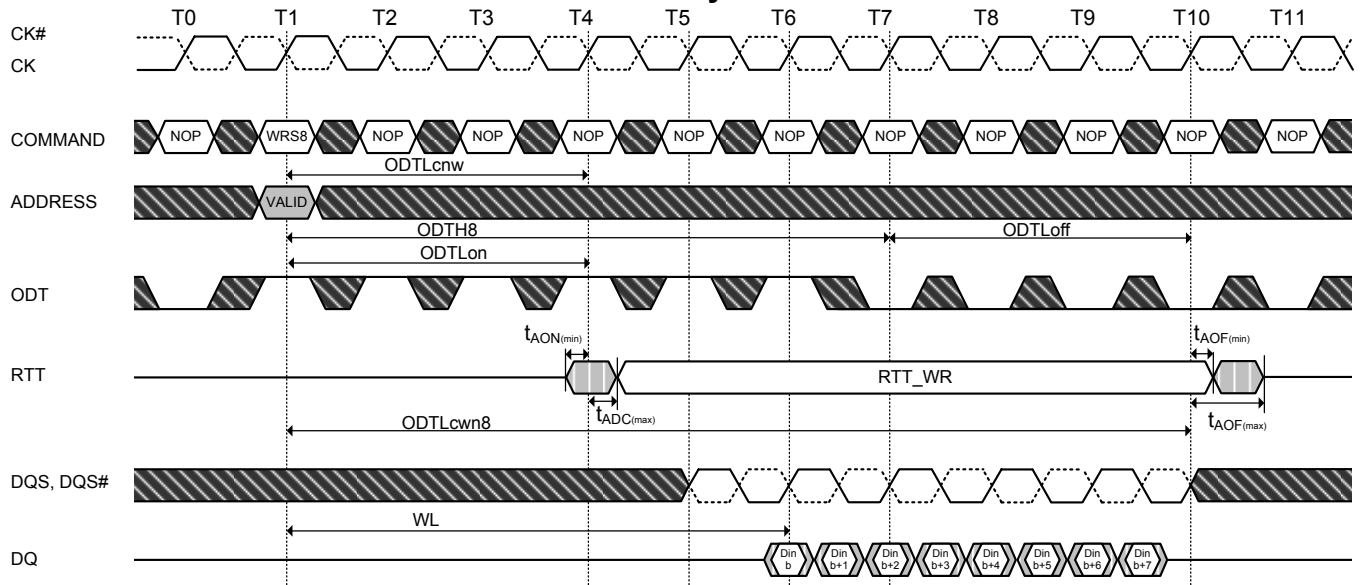 T0 T1 T2 T3 T4 T5 T6 T7 T8 T9 T10 T11
CK#
CK
COMMAND NOP WRS8 NOP NOP NOP NOP NOP NOP NOP NOP NOP NOP
ODTLcnw
ADDRESS VALID
ODTH8 ODTLoff
ODTLon
ODT
tAON(min) tAOF(min)
RTT RTT_WR
tADC(max) tAOF(max)
ODTLcwn8
DQS, DQS#
WL
DQ Din b Din b+1 Din b+2 Din b+3 Din b+4 Din b+5 Din b+6 Din b+7